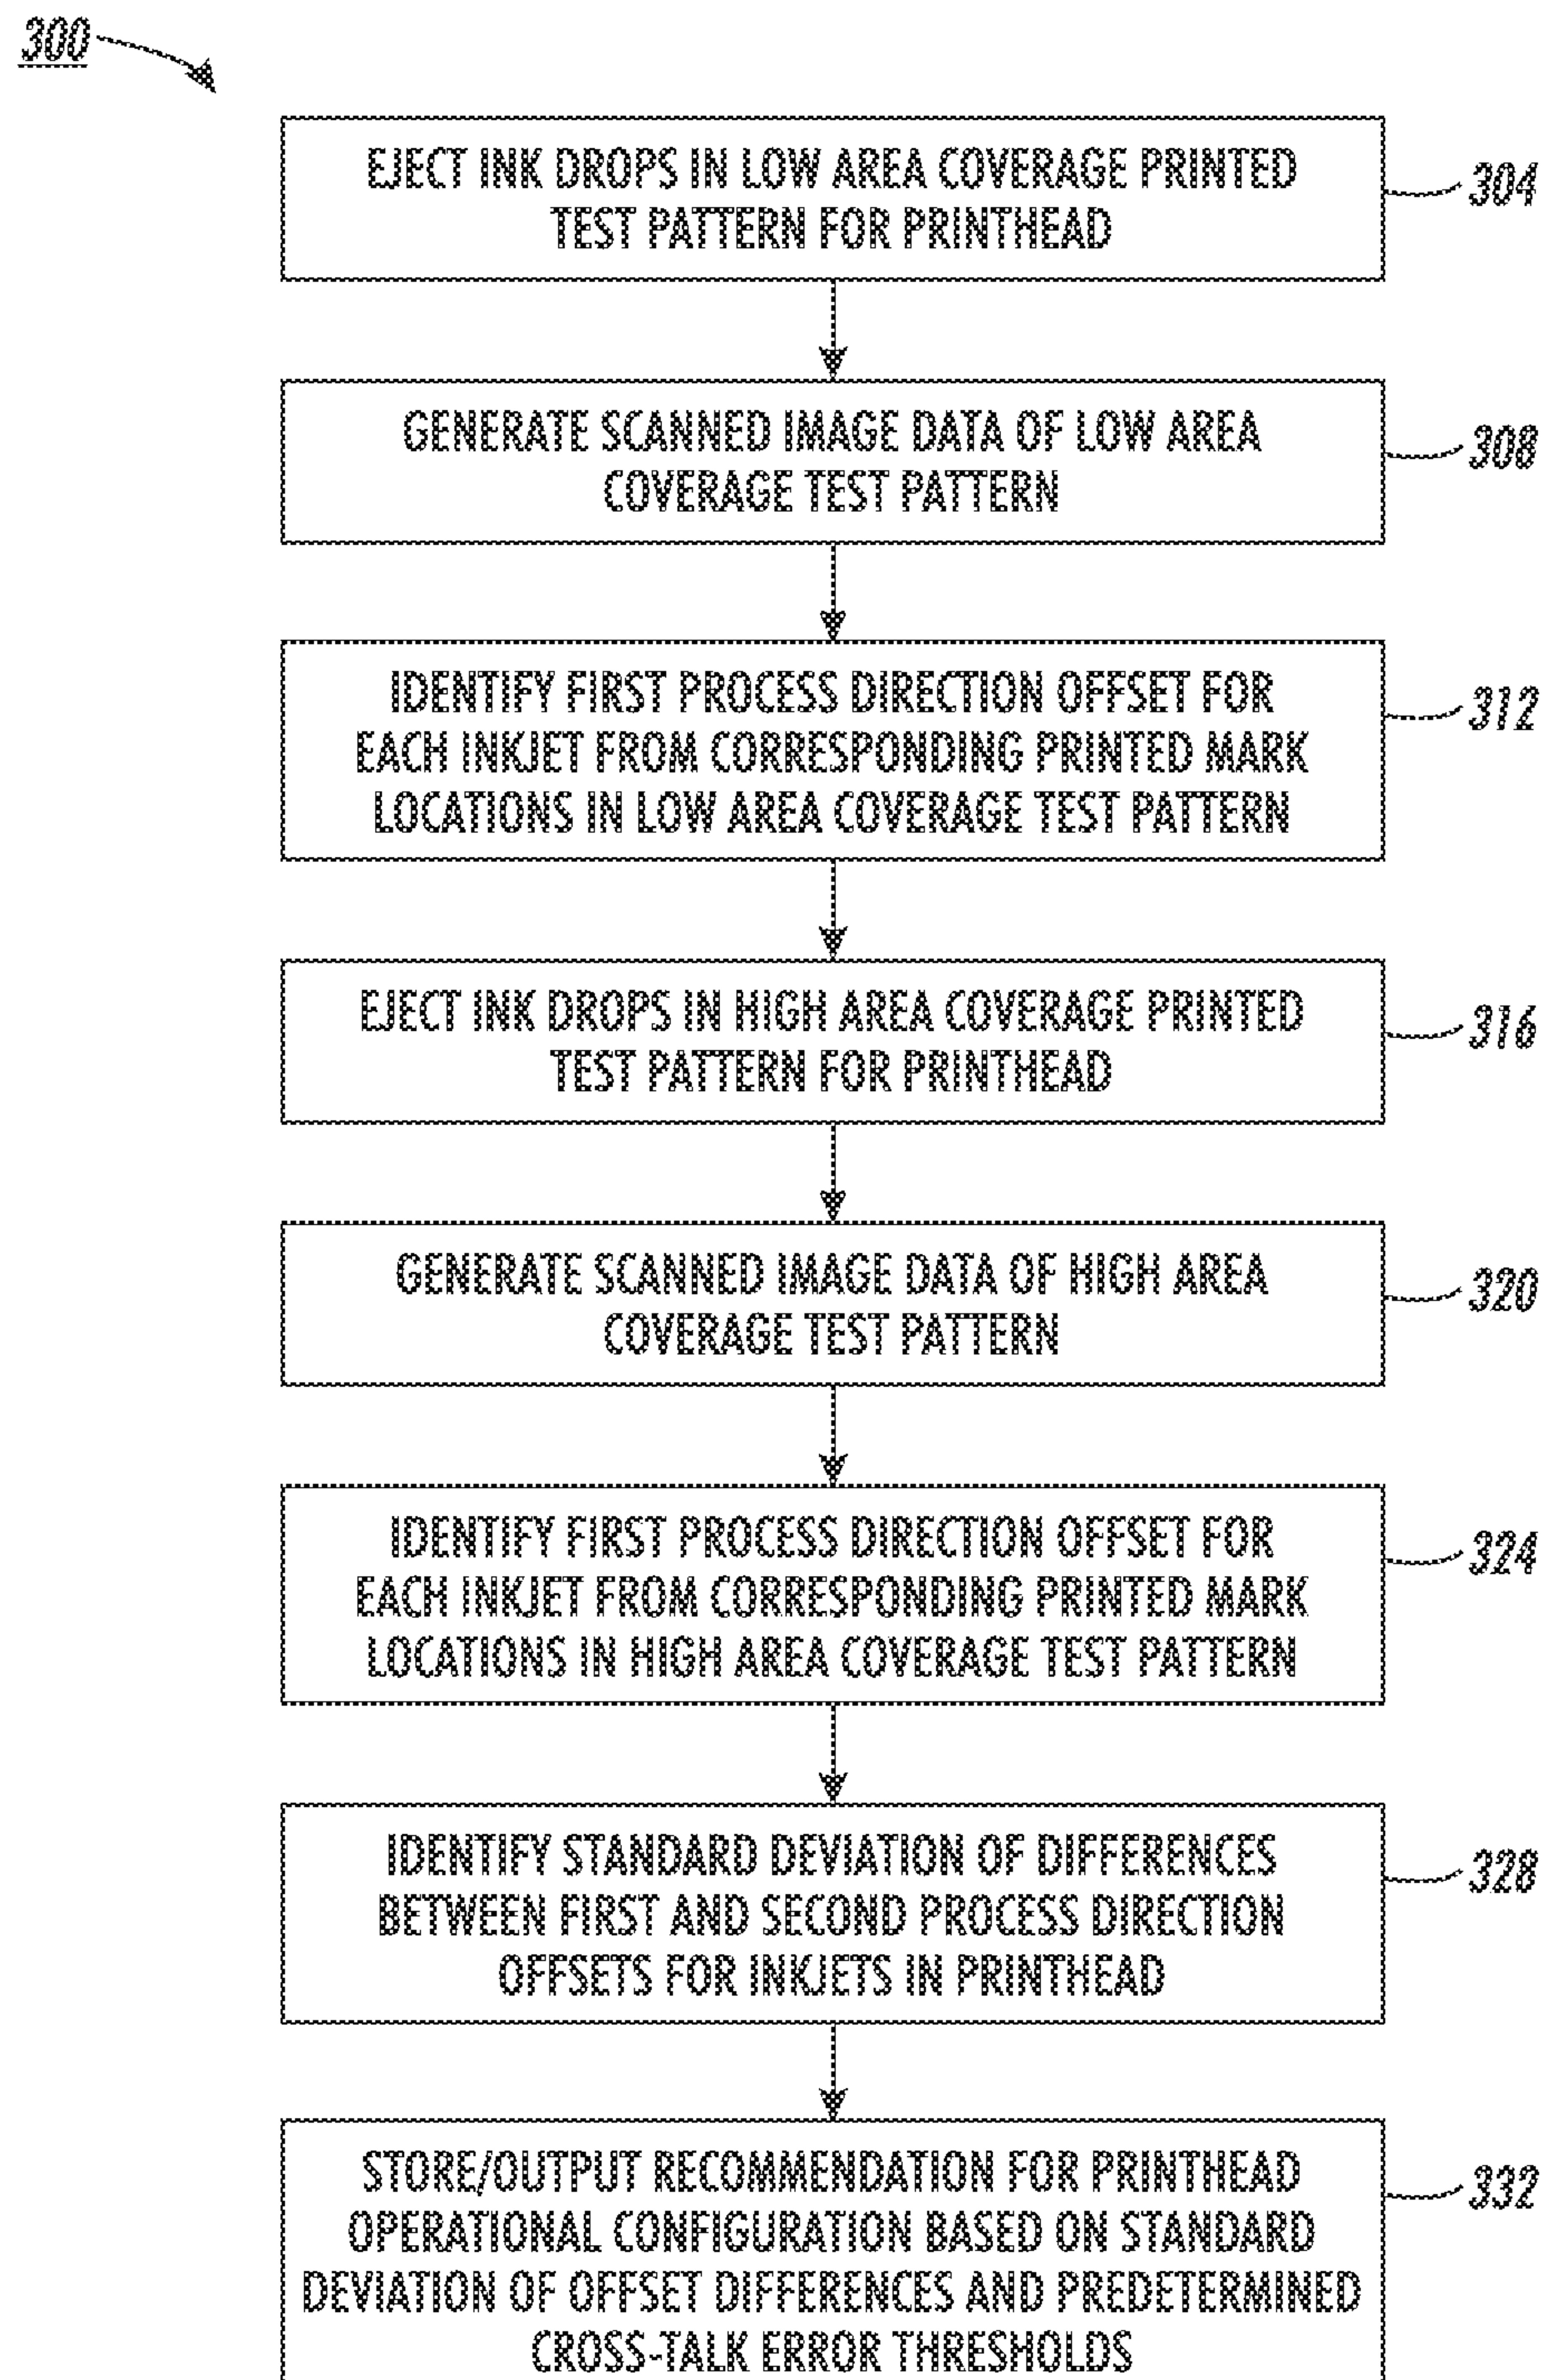 300
EJECT INK DROPS IN LOW AREA COVERAGE PRINTED
TEST PATTERN FOR PRINTHEAD
304
GENERATE SCANNED IMAGE DATA OF LOW AREA
COVERAGE TEST PATTERN
308
IDENTIFY FIRST PROCESS DIRECTION OFFSET FOR
EACH INKJET FROM CORRESPONDING PRINTED MARK
LOCATIONS IN LOW AREA COVERAGE TEST PATTERN
312
EJECT INK DROPS IN HIGH AREA COVERAGE PRINTED
TEST PATTERN FOR PRINTHEAD
316
GENERATE SCANNED IMAGE DATA OF HIGH AREA
COVERAGE TEST PATTERN
320
IDENTIFY FIRST PROCESS DIRECTION OFFSET FOR
EACH INKJET FROM CORRESPONDING PRINTED MARK
LOCATIONS IN HIGH AREA COVERAGE TEST PATTERN
324
IDENTIFY STANDARD DEVIATION OF DIFFERENCES
BETWEEN FIRST AND SECOND PROCESS DIRECTION
OFFSETS FOR INKJETS IN PRINTHEAD
328
STORE/OUTPUT RECOMMENDATION FOR PRINTHEAD
OPERATIONAL CONFIGURATION BASED ON STANDARD
DEVIATION OF OFFSET DIFFERENCES AND PREDETERMINED
CROSS-TALK ERROR THRESHOLDS
332